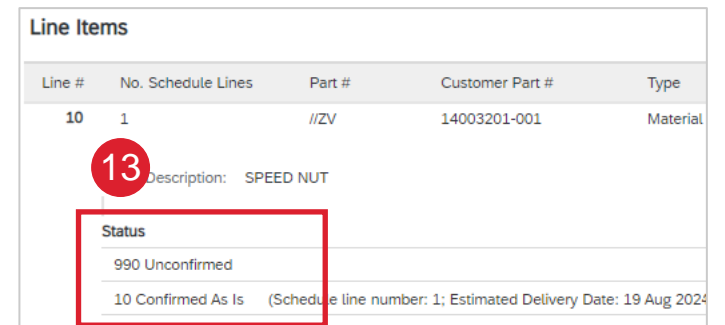 Line Items
Line # No. Schedule Lines Part # Customer Part # Type
10 1 //ZV 14003201-001 Material
13
Description: SPEED NUT
Status
990 Unconfirmed
10 Confirmed As Is (Schedule line number: 1; Estimated Delivery Date: 19 Aug 2024